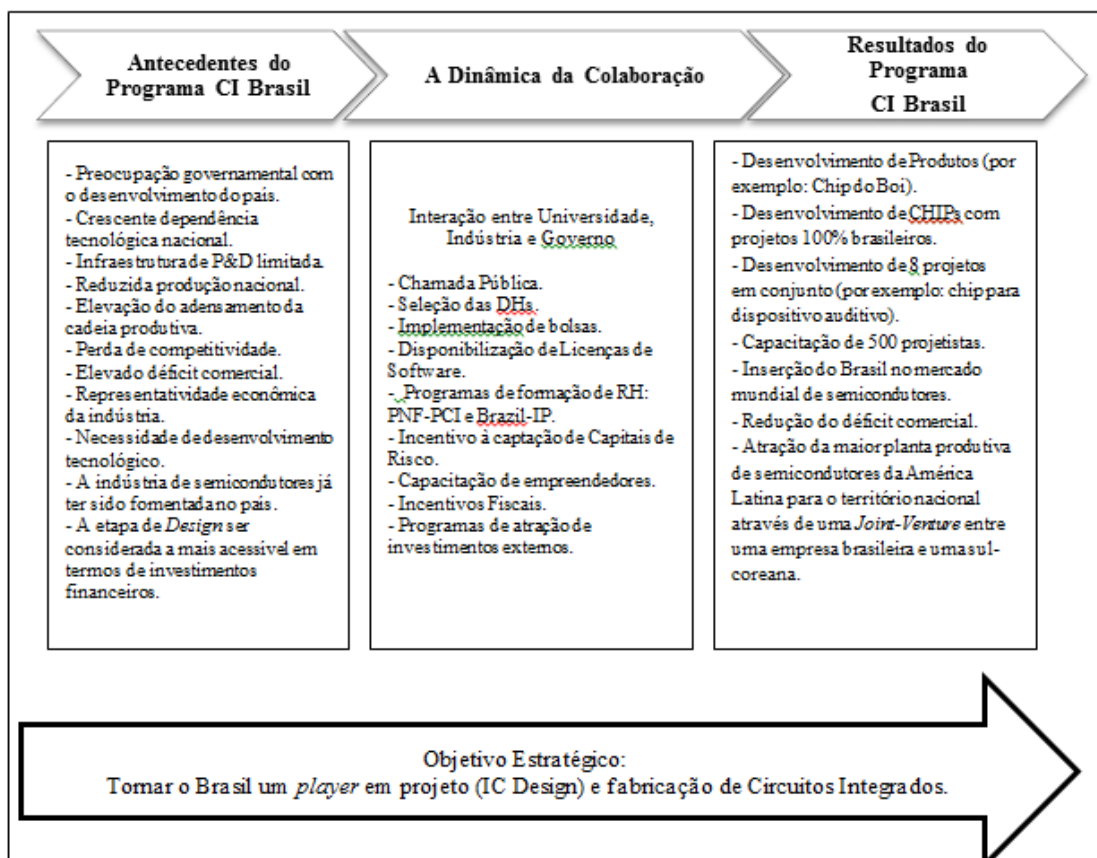 Antecedentes do
Programa CI Brasil
A Dinâmica da Colaboração
Resultados do
Programa
CI Brasil
- Preocupação governamental com
o desenvolvimento do país.
- Crescente dependência
tecnológica nacional.
- Infraestrutura de P&D limitada.
- Reduzida produção nacional.
- Elevação do adensamento da
cadeia produtiva.
- Perda de competitividade.
- Elevado déficit comercial.
- Representatividade econômica
da indústria.
- Necessidade de desenvolvimento
tecnológico.
- A indústria de semicondutores já
ter sido fomentada no país.
- A etapa de Design ser
considerada a mais acessível em
termos de investimentos
financeiros.
Interação entre Universidade,
Indústria e Governo
- Chamada Pública.
- Seleção das DHs.
- Implementação de bolsas.
- Disponibilização de Licenças de
Software.
- Programas de formação de RH:
PNF-PCI e Brazil-IP.
- Incentivo à captação de Capitais de
Risco.
- Capacitação de empreendedores.
- Incentivos Fiscais.
- Programas de atração de
investimentos externos.
- Desenvolvimento de Produtos (por
exemplo: Chip do Boi).
- Desenvolvimento de CHIPs com
projetos 100% brasileiros.
- Desenvolvimento de 8 projetos
em conjunto (por exemplo: chip para
dispositivo auditivo).
- Capacitação de 500 projetistas.
- Inserção do Brasil no mercado
mundial de semicondutores.
- Redução do déficit comercial.
- Atração da maior planta produtiva
de semicondutores da América
Latina para o território nacional
através de uma Joint-Venture entre
uma empresa brasileira e uma sul-
coreana.
Objetivo Estratégico:
Tornar o Brasil um player em projeto (IC Design) e fabricação de Circuitos Integrados.